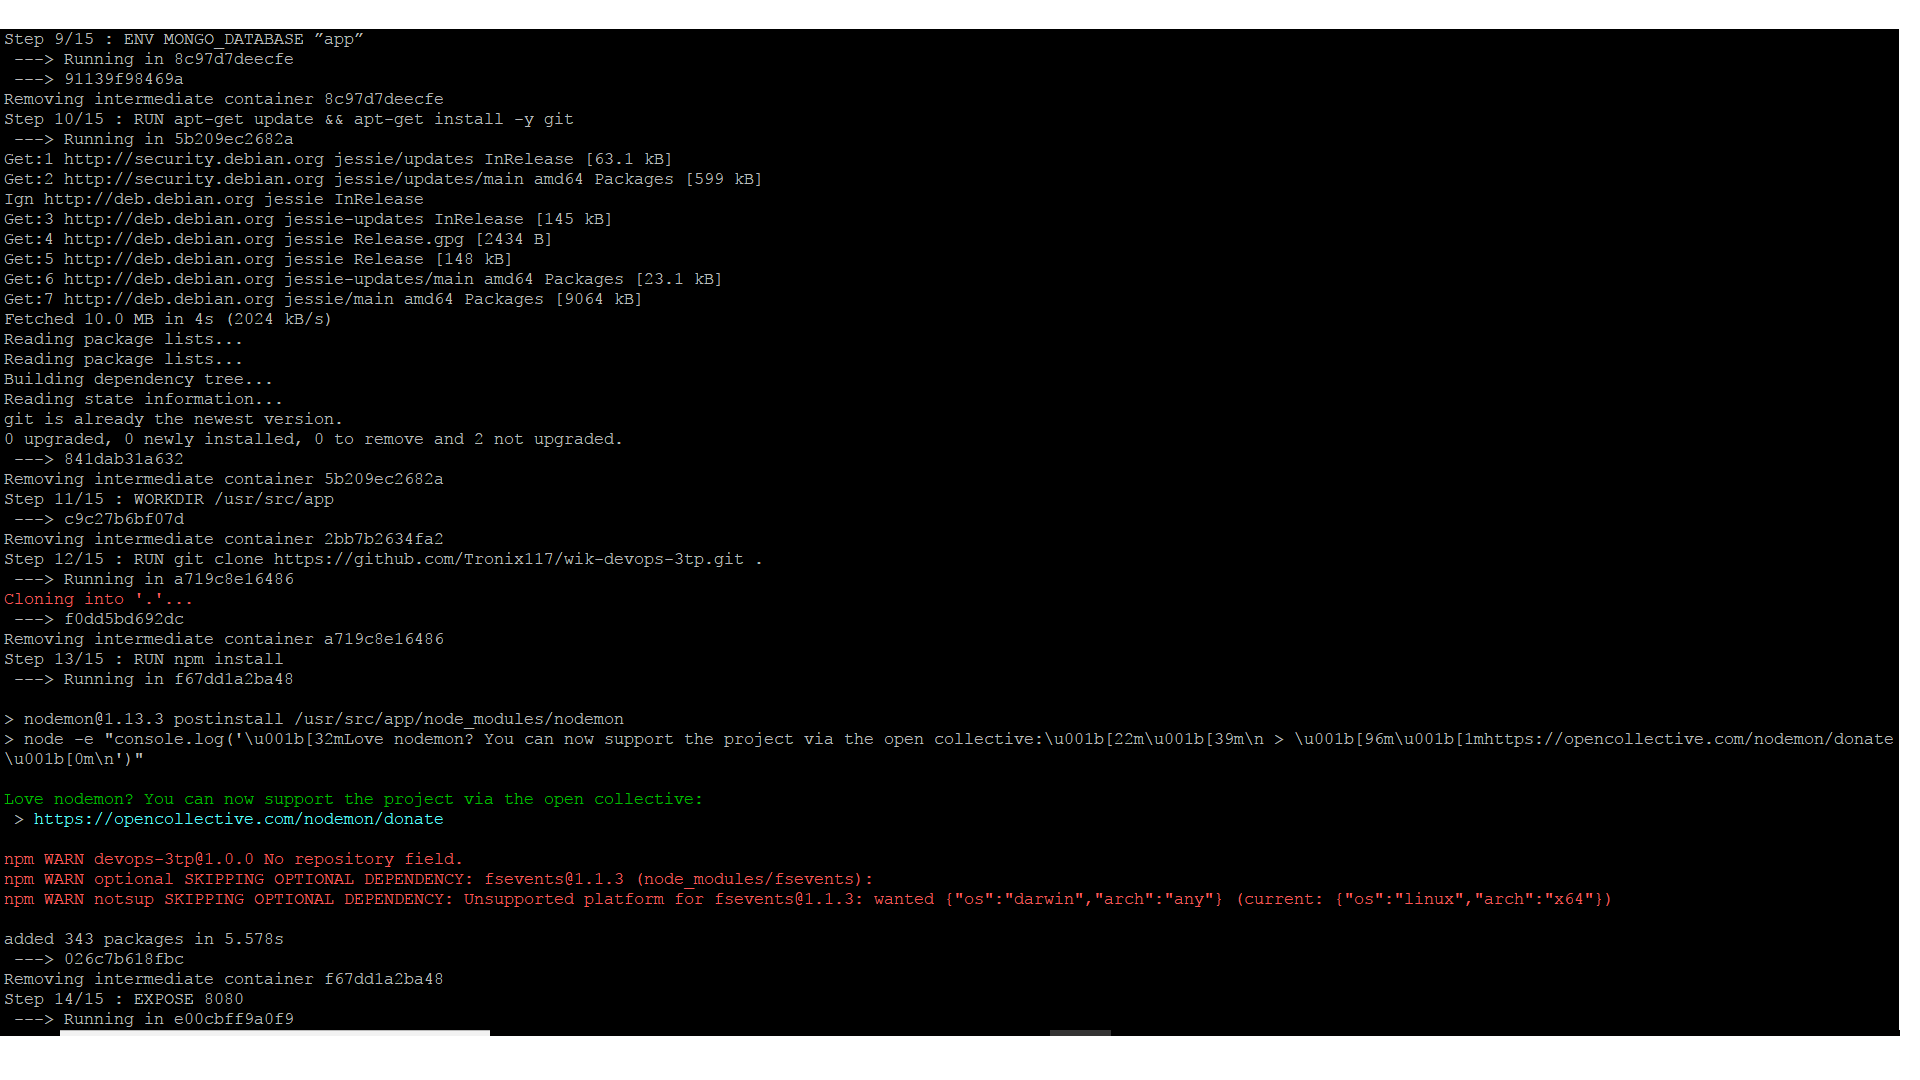 Step 9/15 : ENV MONGO_DATABASE ”app”
---> Running in 8c97d7deecfe
---> 91139f98469a
Removing intermediate container 8c97d7deecfe
Step 10/15 : RUN apt-get update && apt-get install -y git
---> Running in 5b209ec2682a
Get:1 http://security.debian.org jessie/updates InRelease [63.1 kB]
Get:2 http://security.debian.org jessie/updates/main amd64 Packages [599 kB]
Ign http://deb.debian.org jessie InRelease
Get:3 http://deb.debian.org jessie-updates InRelease [145 kB]
Get:4 http://deb.debian.org jessie Release.gpg [2434 B]
Get:5 http://deb.debian.org jessie Release [148 kB]
Get:6 http://deb.debian.org jessie-updates/main amd64 Packages [23.1 kB]
Get:7 http://deb.debian.org jessie/main amd64 Packages [9064 kB]
Fetched 10.0 MB in 4s (2024 kB/s)
Reading package lists...
Reading package lists...
Building dependency tree...
Reading state information...
git is already the newest version.
0 upgraded, 0 newly installed, 0 to remove and 2 not upgraded.
---> 841dab31a632
Removing intermediate container 5b209ec2682a
Step 11/15 : WORKDIR /usr/src/app
---> c9c27b6bf07d
Removing intermediate container 2bb7b2634fa2
Step 12/15 : RUN git clone https://github.com/Tronix117/wik-devops-3tp.git .
---> Running in a719c8e16486
Cloning into '.'...
---> f0dd5bd692dc
Removing intermediate container a719c8e16486
Step 13/15 : RUN npm install
---> Running in f67dd1a2ba48
> nodemon@1.13.3 postinstall /usr/src/app/node_modules/nodemon
> node -e "console.log('\u001b[32mLove nodemon? You can now support the project via the open collective:\u001b[22m\u001b[39m\n > \u001b[96m\u001b[1mhttps://opencollective.com/nodemon/donate
\u001b[0m\n')"
Love nodemon? You can now support the project via the open collective:
> https://opencollective.com/nodemon/donate
npm WARN devops-3tp@1.0.0 No repository field.
npm WARN optional SKIPPING OPTIONAL DEPENDENCY: fsevents@1.1.3 (node_modules/fsevents):
npm WARN notsup SKIPPING OPTIONAL DEPENDENCY: Unsupported platform for fsevents@1.1.3: wanted {"os":"darwin","arch":"any"} (current: {"os":"linux","arch":"x64"})
added 343 packages in 5.578s
---> 026c7b618fbc
Removing intermediate container f67dd1a2ba48
Step 14/15 : EXPOSE 8080
---> Running in e00cbff9a0f9